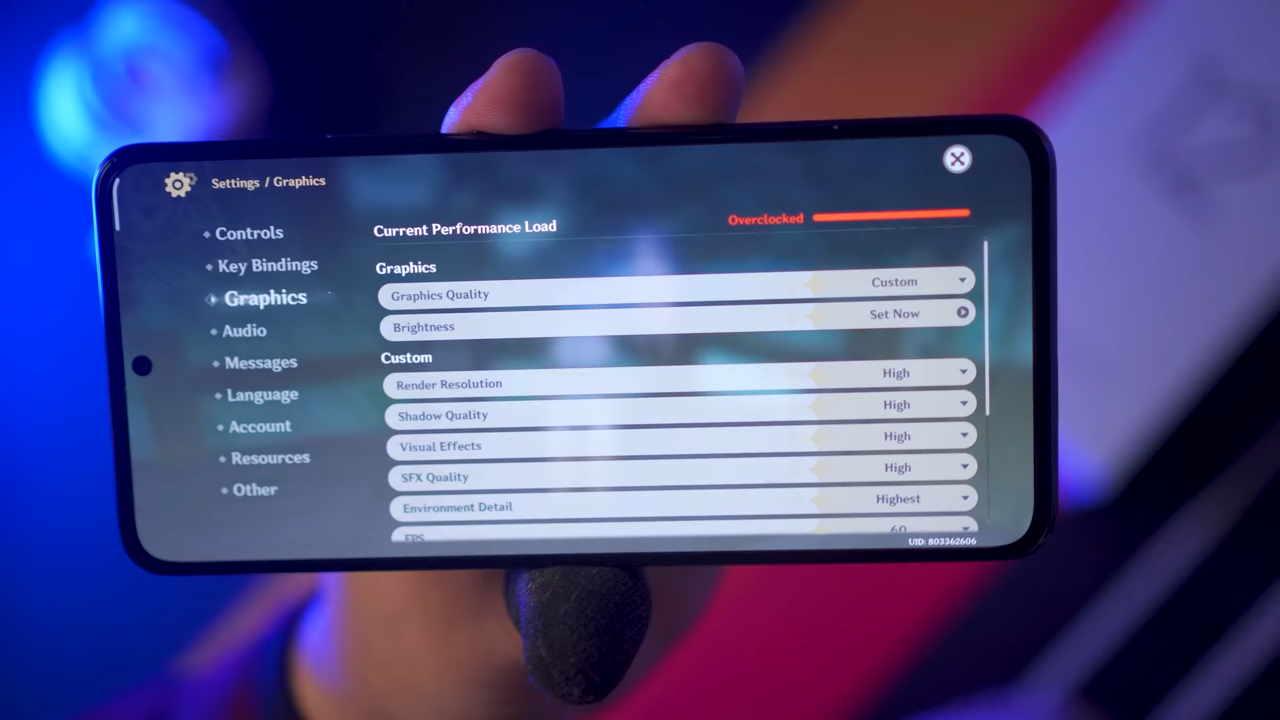 Settings / Graphics
Controls
Key Bindings
Graphics
Audio
Messages
Language
Account
Resources
Other
Current Performance Load Overclocked
Graphics
Graphics Quality Custom
Brightness Set Now
Custom
Render Resolution High
Shadow Quality High
Visual Effects High
SFX Quality High
Environment Detail Highest
FPS 60
UID: 803362606